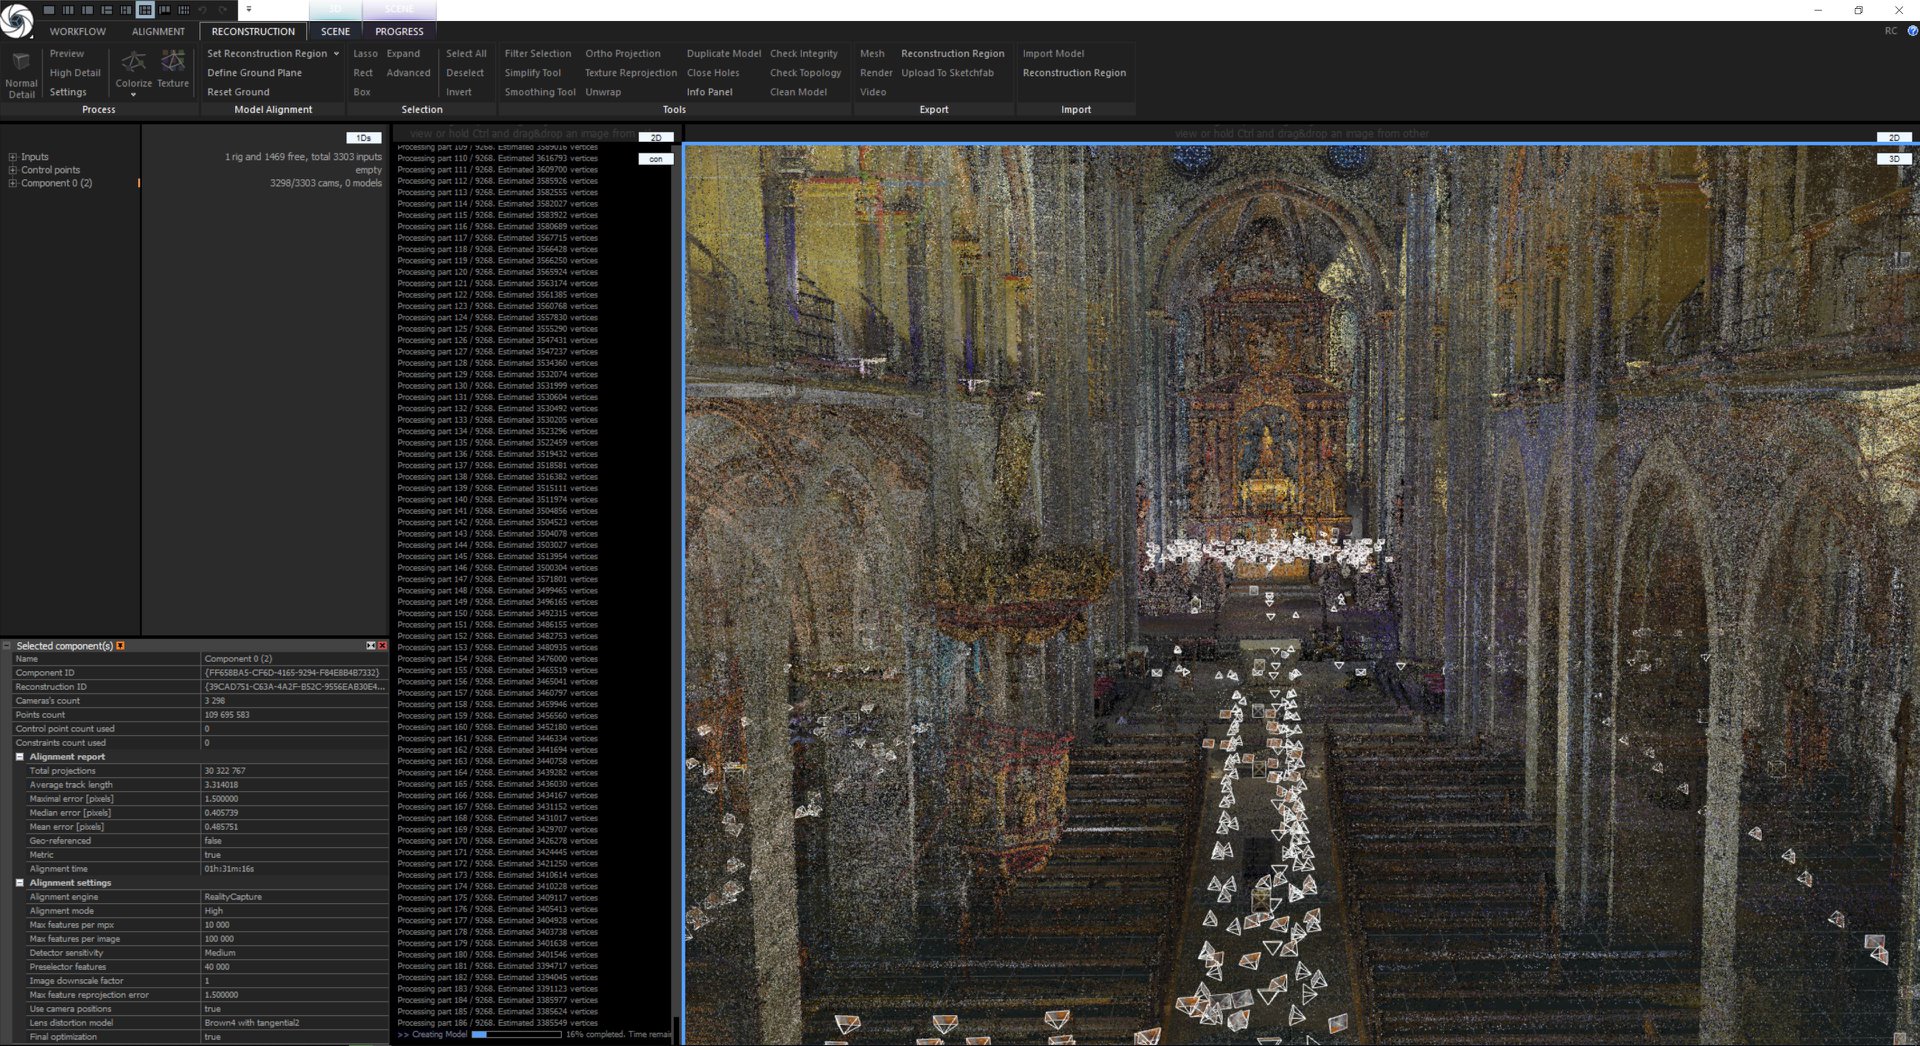 3D SCENE
WORKFLOW ALIGNMENT RECONSTRUCTION SCENE PROGRESS RC
Normal Detail
Preview
High Detail
Settings
Colorize
Texture
Process
Set Reconstruction Region
Define Ground Plane
Reset Ground
Model Alignment
Lasso Expand Select All
Rect Advanced Deselect
Box Invert
Selection
Filter Selection Ortho Projection Duplicate Model Check Integrity
Simplify Tool Texture Reprojection Close Holes Check Topology
Smoothing Tool Unwrap Info Panel Clean Model
Tools
Mesh Reconstruction Region
Render Upload To Sketchfab
Video
Export
Import Model
Reconstruction Region
Import
1Ds
Inputs 1 rig and 1469 free, total 3303 inputs
Control points empty
Component 0 (2) 3298/3303 cams, 0 models
Selected component(s)
Name Component 0 (2)
Component ID {FF658BA5-CF6D-4165-9294-F84E8B4B7332}
Reconstruction ID {39CAD751-C63A-4A2F-B52C-9556EAB30E4...
Cameras's count 3 298
Points count 109 695 583
Control point count used 0
Constraints count used 0
Alignment report
Total projections 30 322 767
Average track length 3.314018
Maximal error [pixels] 1.500000
Median error [pixels] 0.405739
Mean error [pixels] 0.485751
Geo-referenced false
Metric true
Alignment time 01h:31m:16s
Alignment settings
Alignment engine RealityCapture
Alignment mode High
Max features per mpx 10 000
Max features per image 100 000
Detector sensitivity Medium
Preselector features 40 000
Image downscale factor 1
Max feature reprojection error 1.500000
Use camera positions true
Lens distortion model Brown4 with tangential2
Final optimization true
view or hold Ctrl and drag&drop an image from
2D
con
Processing part 109 / 9268. Estimated 3589016 vertices
Processing part 110 / 9268. Estimated 3616793 vertices
Processing part 111 / 9268. Estimated 3609700 vertices
Processing part 112 / 9268. Estimated 3585926 vertices
Processing part 113 / 9268. Estimated 3582555 vertices
Processing part 114 / 9268. Estimated 3582027 vertices
Processing part 115 / 9268. Estimated 3583922 vertices
Processing part 116 / 9268. Estimated 3580689 vertices
Processing part 117 / 9268. Estimated 3567715 vertices
Processing part 118 / 9268. Estimated 3566428 vertices
Processing part 119 / 9268. Estimated 3566250 vertices
Processing part 120 / 9268. Estimated 3565924 vertices
Processing part 121 / 9268. Estimated 3563174 vertices
Processing part 122 / 9268. Estimated 3561385 vertices
Processing part 123 / 9268. Estimated 3560768 vertices
Processing part 124 / 9268. Estimated 3557830 vertices
Processing part 125 / 9268. Estimated 3555290 vertices
Processing part 126 / 9268. Estimated 3547431 vertices
Processing part 127 / 9268. Estimated 3547237 vertices
Processing part 128 / 9268. Estimated 3534360 vertices
Processing part 129 / 9268. Estimated 3532074 vertices
Processing part 130 / 9268. Estimated 3531999 vertices
Processing part 131 / 9268. Estimated 3530604 vertices
Processing part 132 / 9268. Estimated 3530492 vertices
Processing part 133 / 9268. Estimated 3530205 vertices
Processing part 134 / 9268. Estimated 3523296 vertices
Processing part 135 / 9268. Estimated 3522459 vertices
Processing part 136 / 9268. Estimated 3519432 vertices
Processing part 137 / 9268. Estimated 3518581 vertices
Processing part 138 / 9268. Estimated 3516382 vertices
Processing part 139 / 9268. Estimated 3515111 vertices
Processing part 140 / 9268. Estimated 3511974 vertices
Processing part 141 / 9268. Estimated 3504856 vertices
Processing part 142 / 9268. Estimated 3504523 vertices
Processing part 143 / 9268. Estimated 3504078 vertices
Processing part 144 / 9268. Estimated 3503027 vertices
Processing part 145 / 9268. Estimated 3513954 vertices
Processing part 146 / 9268. Estimated 3500304 vertices
Processing part 147 / 9268. Estimated 3571801 vertices
Processing part 148 / 9268. Estimated 3499465 vertices
Processing part 149 / 9268. Estimated 3496165 vertices
Processing part 150 / 9268. Estimated 3492315 vertices
Processing part 151 / 9268. Estimated 3486155 vertices
Processing part 152 / 9268. Estimated 3482753 vertices
Processing part 153 / 9268. Estimated 3480935 vertices
Processing part 154 / 9268. Estimated 3476000 vertices
Processing part 155 / 9268. Estimated 3465519 vertices
Processing part 156 / 9268. Estimated 3465041 vertices
Processing part 157 / 9268. Estimated 3460797 vertices
Processing part 158 / 9268. Estimated 3459946 vertices
Processing part 159 / 9268. Estimated 3456560 vertices
Processing part 160 / 9268. Estimated 3452180 vertices
Processing part 161 / 9268. Estimated 3446334 vertices
Processing part 162 / 9268. Estimated 3441694 vertices
Processing part 163 / 9268. Estimated 3440758 vertices
Processing part 164 / 9268. Estimated 3439282 vertices
Processing part 165 / 9268. Estimated 3436030 vertices
Processing part 166 / 9268. Estimated 3434167 vertices
Processing part 167 / 9268. Estimated 3431152 vertices
Processing part 168 / 9268. Estimated 3431017 vertices
Processing part 169 / 9268. Estimated 3429707 vertices
Processing part 170 / 9268. Estimated 3426278 vertices
Processing part 171 / 9268. Estimated 3424445 vertices
Processing part 172 / 9268. Estimated 3421250 vertices
Processing part 173 / 9268. Estimated 3410614 vertices
Processing part 174 / 9268. Estimated 3410228 vertices
Processing part 175 / 9268. Estimated 3409117 vertices
Processing part 176 / 9268. Estimated 3405413 vertices
Processing part 177 / 9268. Estimated 3404928 vertices
Processing part 178 / 9268. Estimated 3403738 vertices
Processing part 179 / 9268. Estimated 3401638 vertices
Processing part 180 / 9268. Estimated 3401546 vertices
Processing part 181 / 9268. Estimated 3394717 vertices
Processing part 182 / 9268. Estimated 3394045 vertices
Processing part 183 / 9268. Estimated 3391123 vertices
Processing part 184 / 9268. Estimated 3385977 vertices
Processing part 185 / 9268. Estimated 3385624 vertices
Processing part 186 / 9268. Estimated 3385549 vertices
>> Creating Model 16% completed. Time remain
view or hold Ctrl and drag&drop an image from other
2D
3D